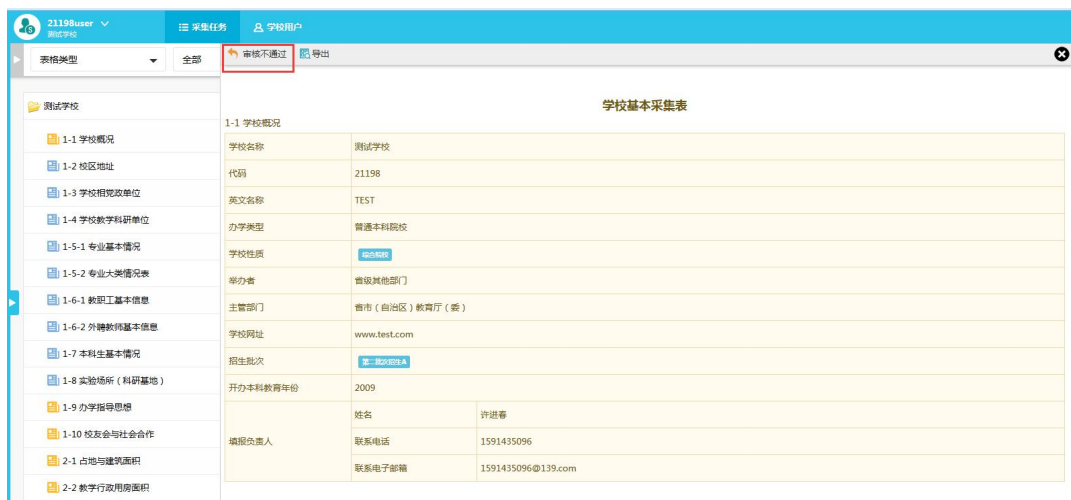 21198user
测试学校
采集任务
学校用户
表格类型
全部
审核不通过
导出
测试学校
1-1 学校概况
1-2 校区地址
1-3 学校相党政单位
1-4 学校教学科研单位
1-5-1 专业基本情况
1-5-2 专业大类情况表
1-6-1 教职工基本信息
1-6-2 外聘教师基本信息
1-7 本科生基本情况
1-8 实验场所（科研基地）
1-9 办学指导思想
1-10 校友会与社会合作
2-1 占地与建筑面积
2-2 教学行政用房面积
学校基本采集表
1-1 学校概况
学校名称 测试学校
代码 21198
英文名称 TEST
办学类型 普通本科院校
学校性质 综合院校
举办者 省级其他部门
主管部门 省市（自治区）教育厅（委）
学校网址 www.test.com
招生批次 第二批次招生A
开办本科教育年份 2009
填报负责人
姓名 许进春
联系电话 1591435096
联系电子邮箱 1591435096@139.com